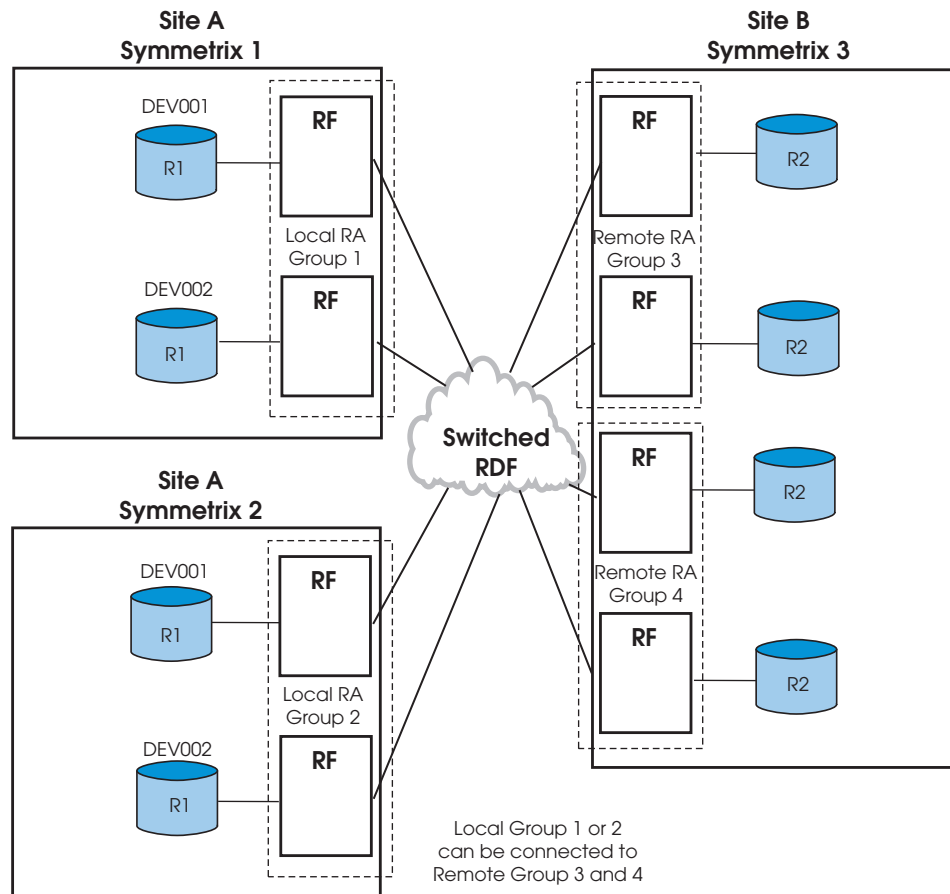 Site A
Symmetrix 1
DEV001
R1
RF
Local RA
Group 1
DEV002
R1
RF
Site B
Symmetrix 3
RF
R2
Remote RA
Group 3
RF
R2
Switched
RDF
RF
R2
Remote RA
Group 4
RF
R2
Site A
Symmetrix 2
DEV001
R1
RF
Local RA
Group 2
DEV002
R1
RF
Local Group 1 or 2
can be connected to
Remote Group 3 and 4